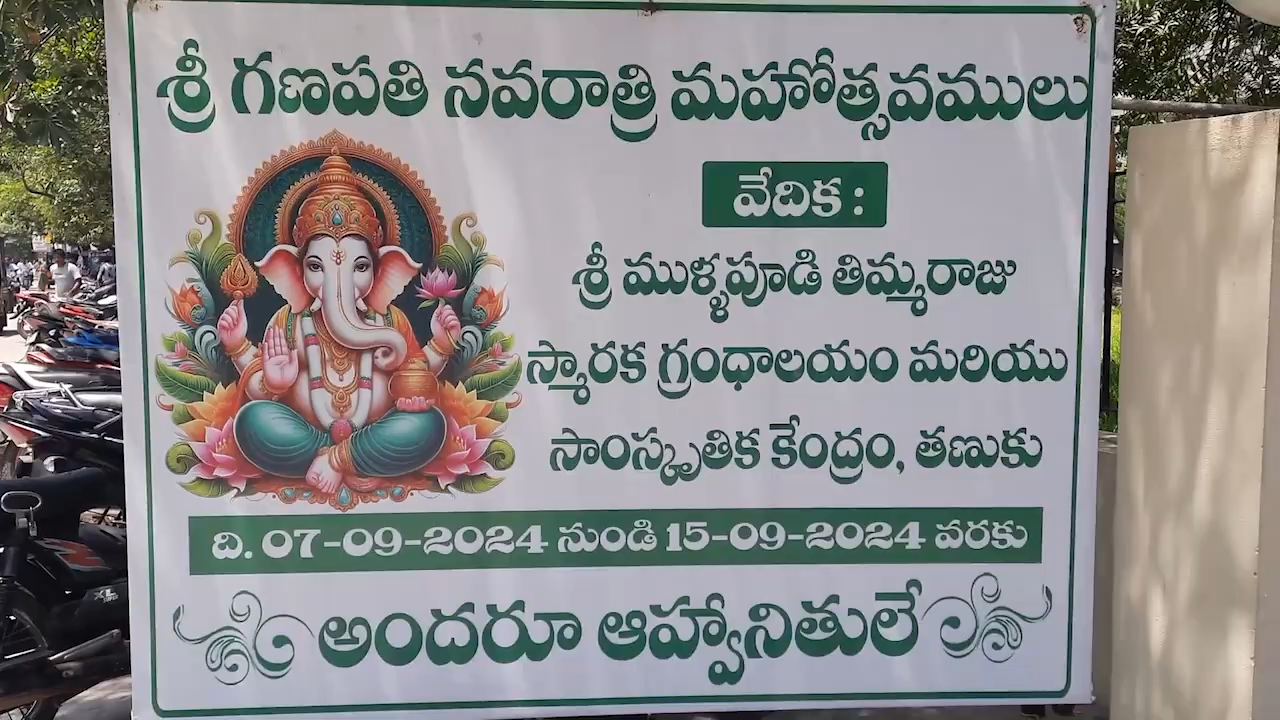 శ్రీ గణపతి నవరాత్రి మహోత్సవములు
వేదిక :
శ్రీ ముళ్ళపూడి తిమ్మరాజు
స్మారక గ్రంధాలయం మరియు
సాంస్కృతిక కేంద్రం, తణుకు
ది. 07-09-2024 నుండి 15-09-2024 వరకు
అందరూ ఆహ్వానితులే
XL